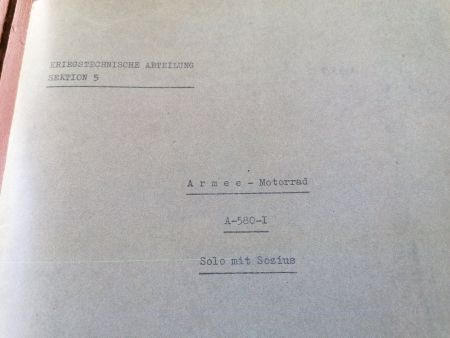 KRIEGSTECHNISCHE ABTEILUNG
SEKTION 5
A r m e e - Motorrad
A-580-I
Solo mit Sozius